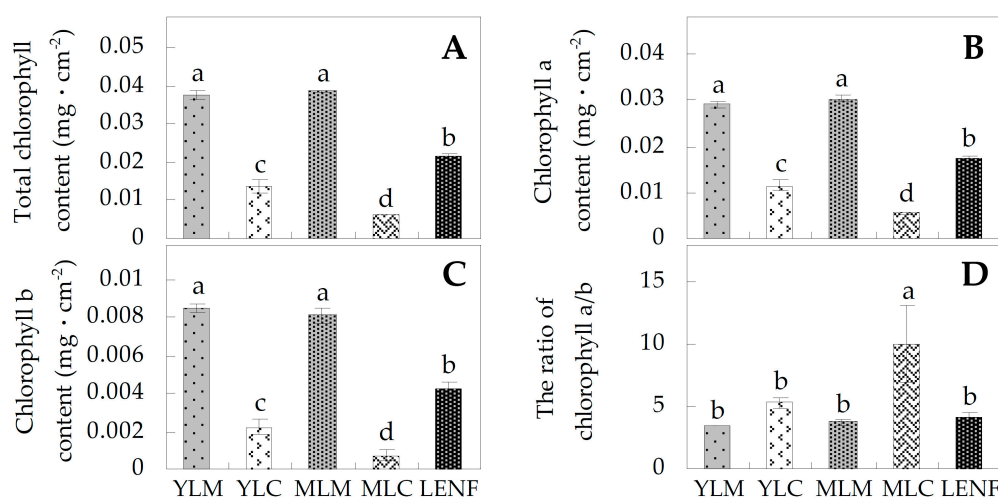 Total chlorophyll
content (mg · cm-2)
0.05
0.04
0.03
0.02
0.01
0
A
a
c
a
d
b
Chlorophyll a
content (mg · cm-2)
0.04
0.03
0.02
0.01
0
B
a
c
a
d
b
Chlorophyll b
content (mg · cm-2)
0.01
0.008
0.006
0.004
0.002
0
C
a
c
a
d
b
YLM YLC MLM MLC LENF
The ratio of
chlorophyll a/b
15
10
5
0
D
b
b
b
a
b
YLM YLC MLM MLC LENF